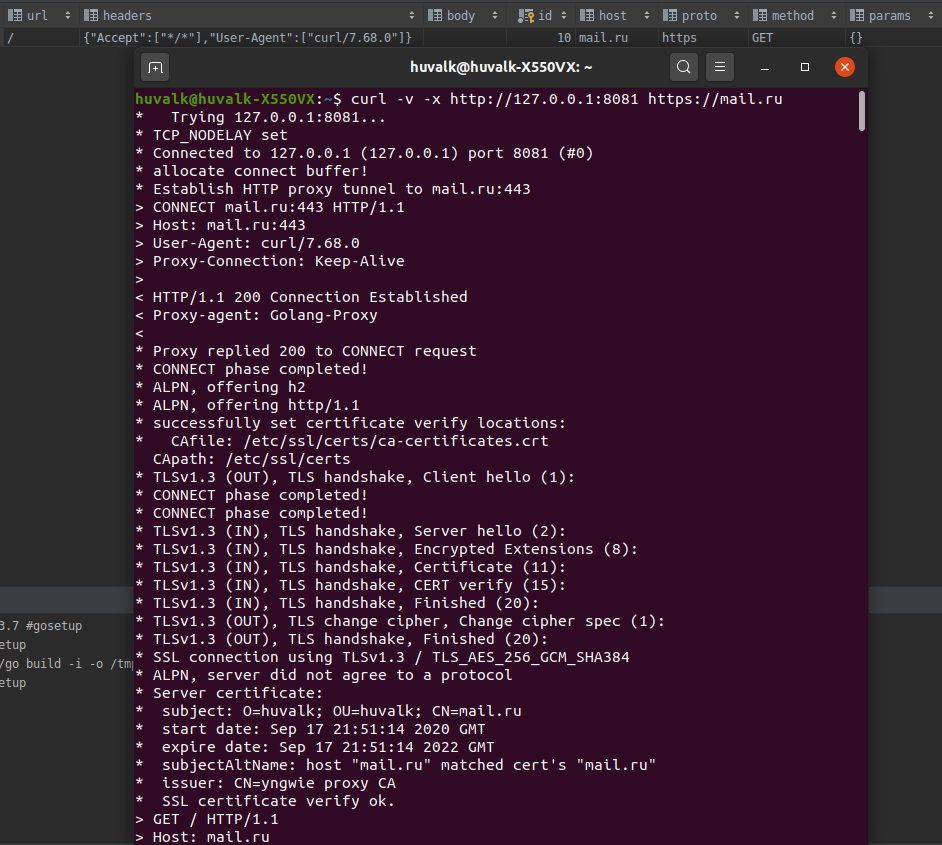 url headers body id host proto method params
/ {"Accept":["*/*"],"User-Agent":["curl/7.68.0"]} 10 mail.ru https GET {}
huvalk@huvalk-X550VX: ~
huvalk@huvalk-X550VX:~$ curl -v -x http://127.0.0.1:8081 https://mail.ru
*   Trying 127.0.0.1:8081...
* TCP_NODELAY set
* Connected to 127.0.0.1 (127.0.0.1) port 8081 (#0)
* allocate connect buffer!
* Establish HTTP proxy tunnel to mail.ru:443
> CONNECT mail.ru:443 HTTP/1.1
> Host: mail.ru:443
> User-Agent: curl/7.68.0
> Proxy-Connection: Keep-Alive
>
< HTTP/1.1 200 Connection Established
< Proxy-agent: Golang-Proxy
<
* Proxy replied 200 to CONNECT request
* CONNECT phase completed!
* ALPN, offering h2
* ALPN, offering http/1.1
* successfully set certificate verify locations:
*   CAfile: /etc/ssl/certs/ca-certificates.crt
  CApath: /etc/ssl/certs
* TLSv1.3 (OUT), TLS handshake, Client hello (1):
* CONNECT phase completed!
* CONNECT phase completed!
* TLSv1.3 (IN), TLS handshake, Server hello (2):
* TLSv1.3 (IN), TLS handshake, Encrypted Extensions (8):
* TLSv1.3 (IN), TLS handshake, Certificate (11):
* TLSv1.3 (IN), TLS handshake, CERT verify (15):
* TLSv1.3 (IN), TLS handshake, Finished (20):
* TLSv1.3 (OUT), TLS change cipher, Change cipher spec (1):
* TLSv1.3 (OUT), TLS handshake, Finished (20):
* SSL connection using TLSv1.3 / TLS_AES_256_GCM_SHA384
* ALPN, server did not agree to a protocol
* Server certificate:
*  subject: O=huvalk; OU=huvalk; CN=mail.ru
*  start date: Sep 17 21:51:14 2020 GMT
*  expire date: Sep 17 21:51:14 2022 GMT
*  subjectAltName: host "mail.ru" matched cert's "mail.ru"
*  issuer: CN=yngwie proxy CA
*  SSL certificate verify ok.
> GET / HTTP/1.1
> Host: mail.ru
3.7 #gosetup
etup
/go build -i -o /tmp
etup